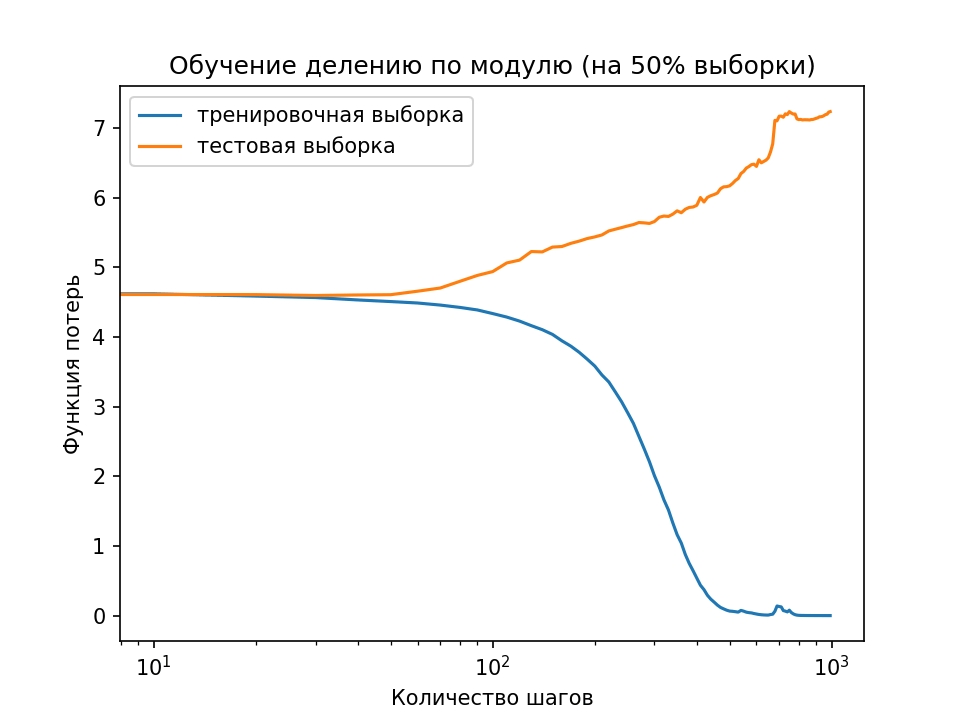 Обучение делению по модулю (на 50% выборки)
тренировочная выборка
тестовая выборка
Функция потерь
7
6
5
4
3
2
1
0
10¹
10²
10³
Количество шагов